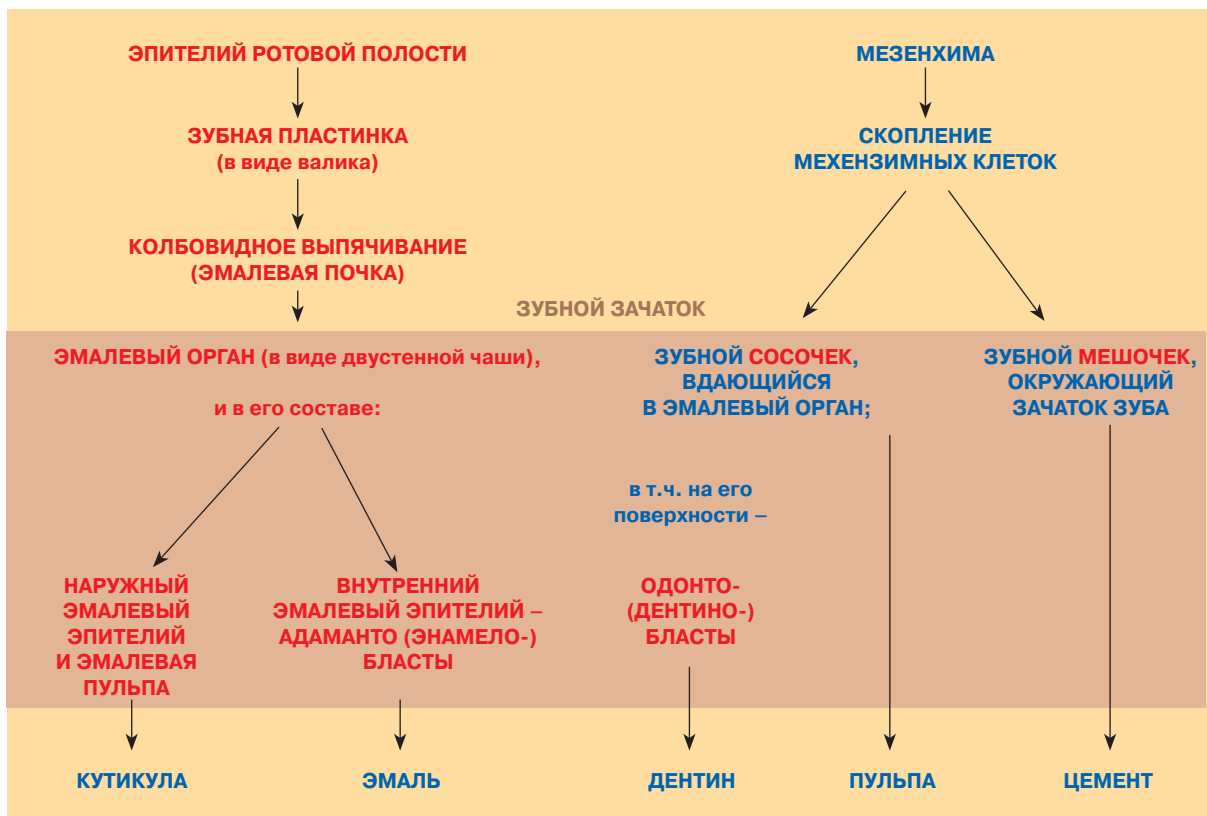 ЭПИТЕЛИЙ РОТОВОЙ ПОЛОСТИ
ЗУБНАЯ ПЛАСТИНКА
(в виде валика)
КОЛБОВИДНОЕ ВЫПЯЧИВАНИЕ
(ЭМАЛЕВАЯ ПОЧКА)
МЕЗЕНХИМА
СКОПЛЕНИЕ
МЕХЕНЗИМНЫХ КЛЕТОК
ЗУБНОЙ ЗАЧАТОК
ЭМАЛЕВЫЙ ОРГАН (в виде двустенной чаши),
и в его составе:
НАРУЖНЫЙ
ЭМАЛЕВЫЙ
ЭПИТЕЛИЙ
И ЭМАЛЕВАЯ
ПУЛЬПА
ВНУТРЕННИЙ
ЭМАЛЕВЫЙ ЭПИТЕЛИЙ –
АДАМАНТО (ЭНАМЕЛО-)
БЛАСТЫ
ЗУБНОЙ СОСОЧЕК,
ВДАЮЩИЙСЯ
В ЭМАЛЕВЫЙ ОРГАН;
в т.ч. на его
поверхности –
ОДОНТО-
(ДЕНТИНО-)
БЛАСТЫ
ЗУБНОЙ МЕШОЧЕК,
ОКРУЖАЮЩИЙ
ЗАЧАТОК ЗУБА
КУТИКУЛА
ЭМАЛЬ
ДЕНТИН
ПУЛЬПА
ЦЕМЕНТ